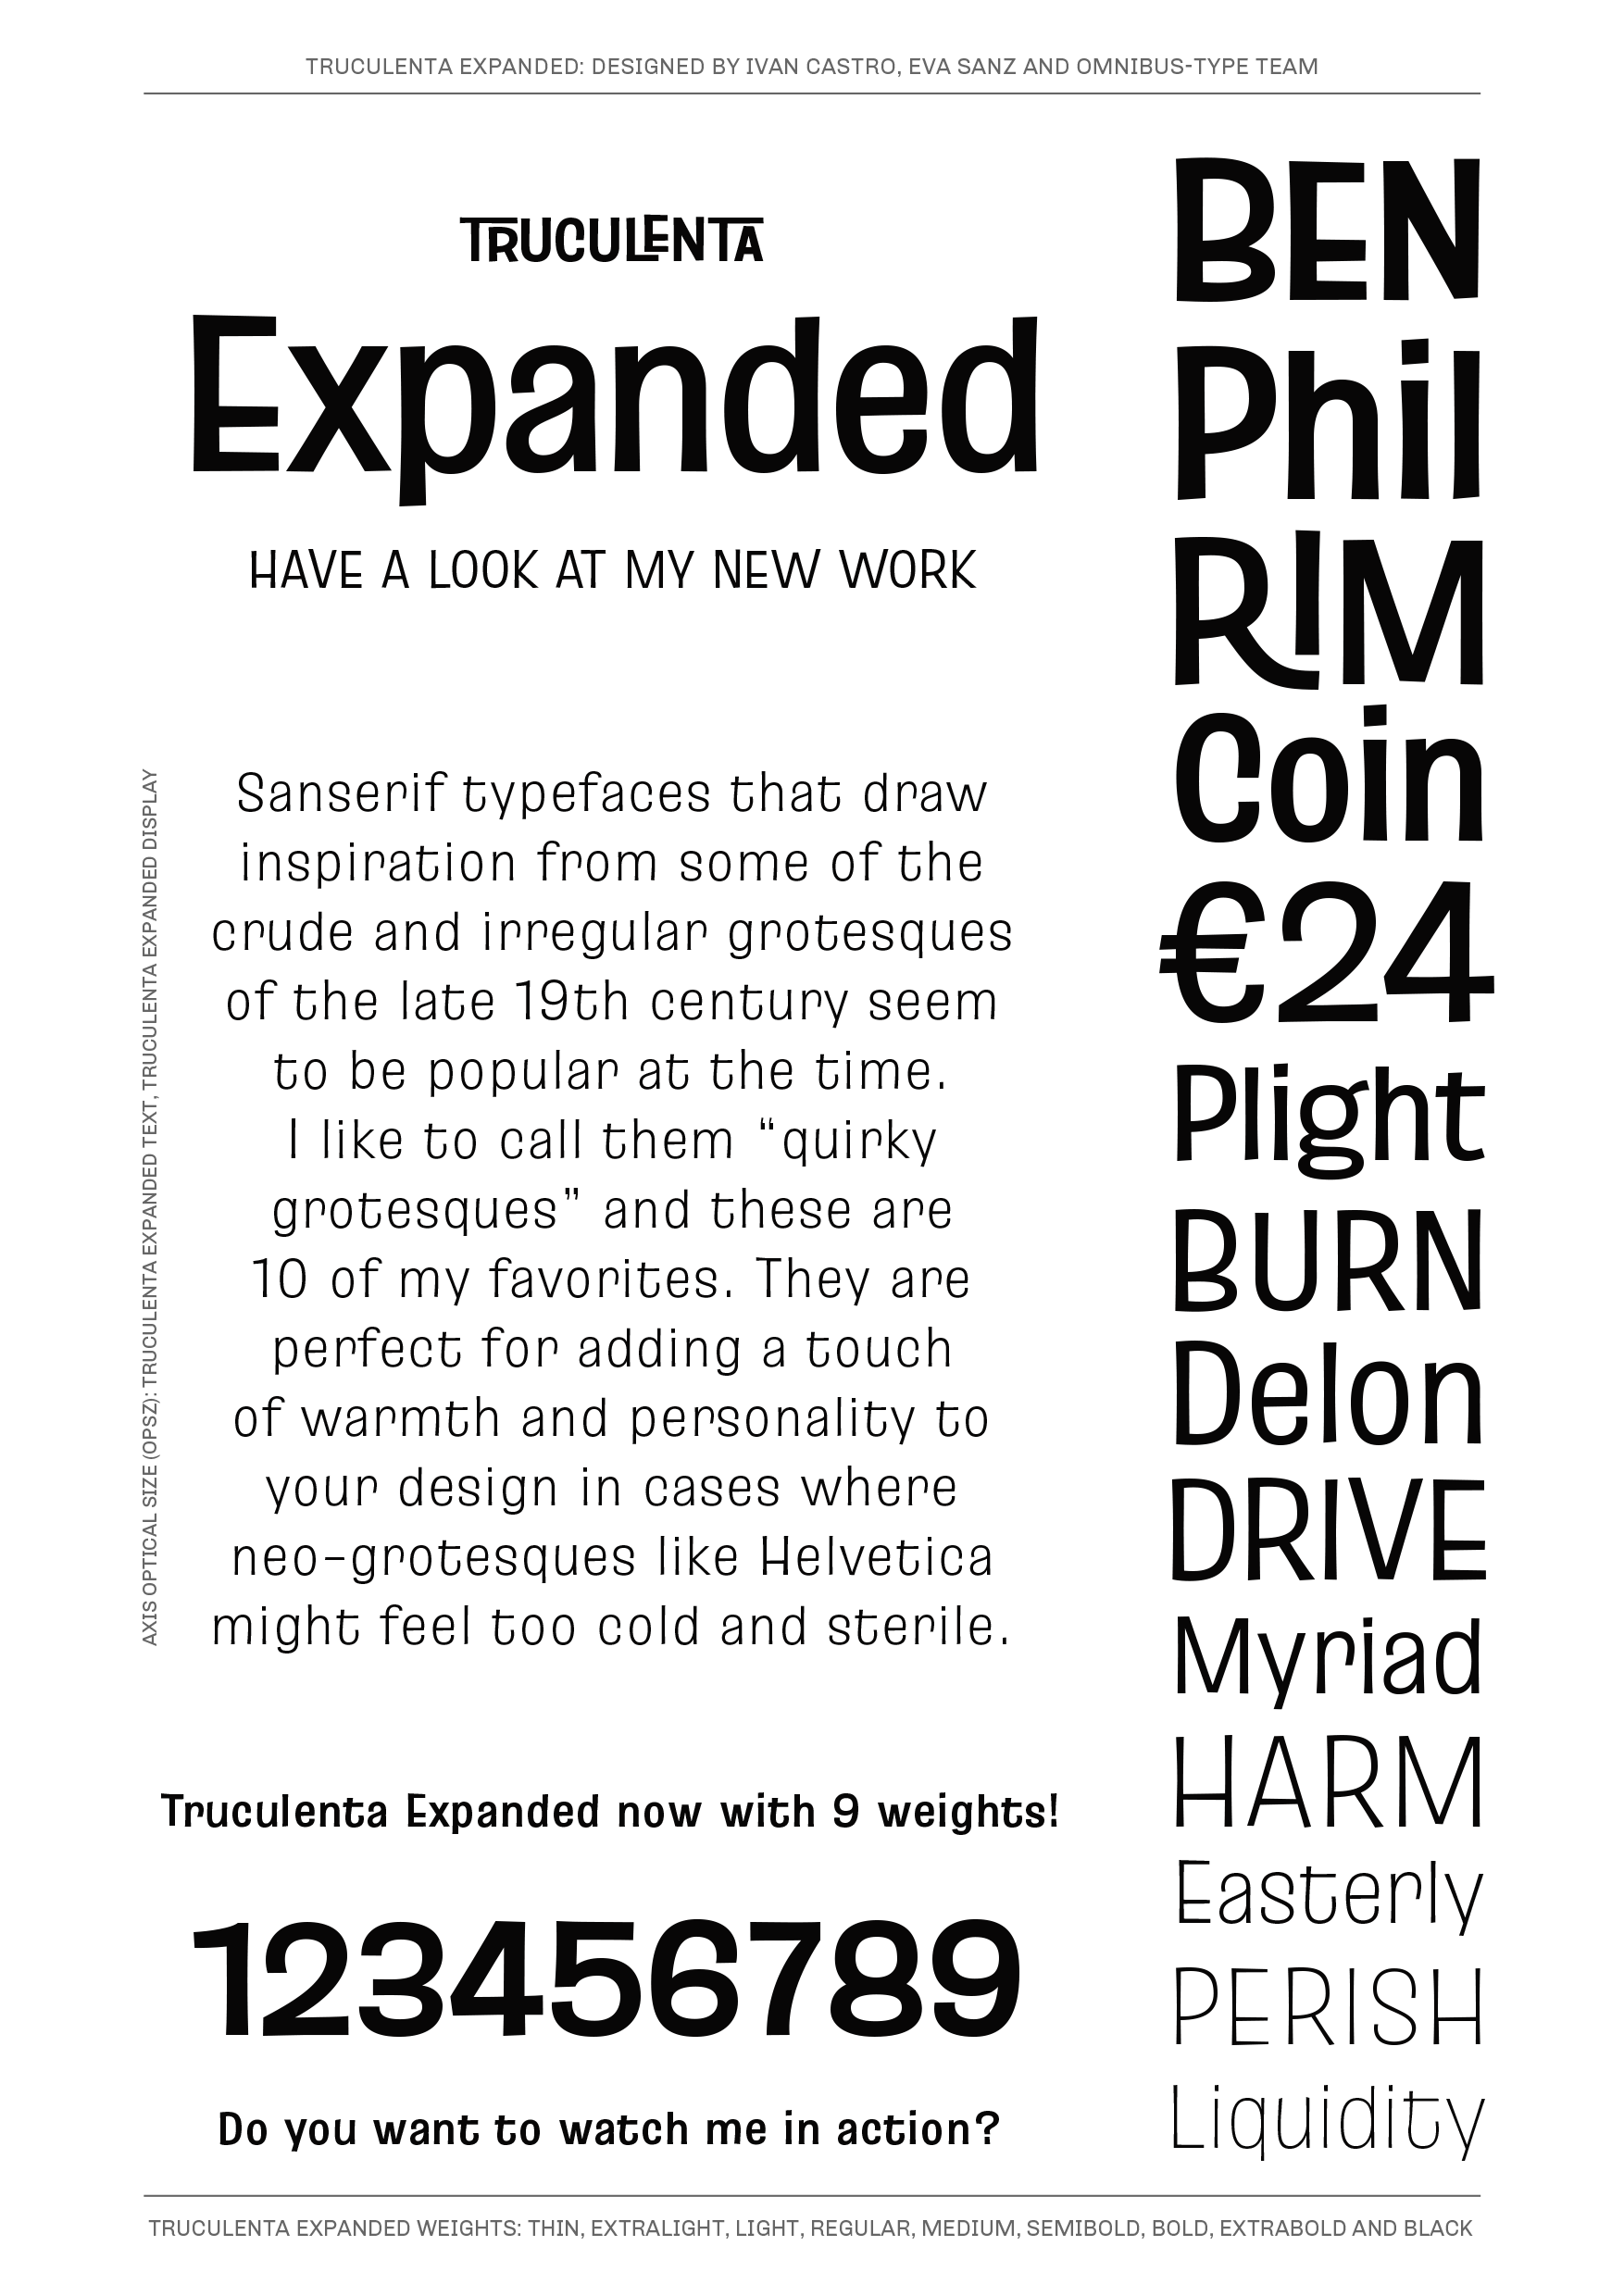 TRUCULENTA EXPANDED: DESIGNED BY IVAN CASTRO, EVA SANZ AND OMNIBUS-TYPE TEAM
TRUCULENTA
Expanded
HAVE A LOOK AT MY NEW WORK
AXIS OPTICAL SIZE (OPSZ): TRUCULENTA EXPANDED TEXT, TRUCULENTA EXPANDED DISPLAY
Sanserif typefaces that draw
inspiration from some of the
crude and irregular grotesques
of the late 19th century seem
to be popular at the time.
I like to call them “quirky
grotesques” and these are
10 of my favorites. They are
perfect for adding a touch
of warmth and personality to
your design in cases where
neo-grotesques like Helvetica
might feel too cold and sterile.
Truculenta Expanded now with 9 weights!
123456789
Do you want to watch me in action?
BEN
Phil
RIM
Coin
€24
Plight
BURN
Delon
DRIVE
Myriad
HARM
Easterly
PERISH
Liquidity
TRUCULENTA EXPANDED WEIGHTS: THIN, EXTRALIGHT, LIGHT, REGULAR, MEDIUM, SEMIBOLD, BOLD, EXTRABOLD AND BLACK